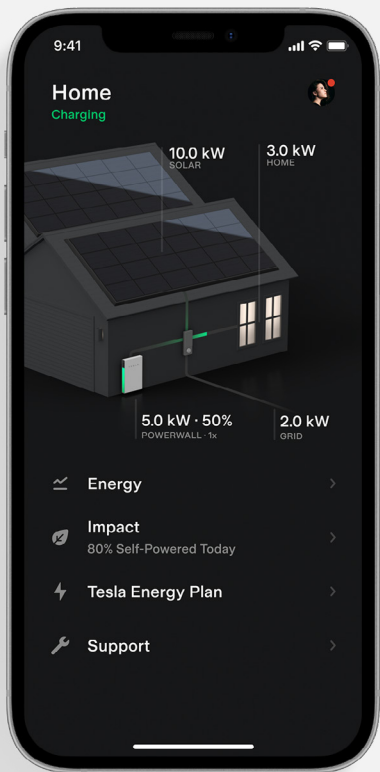 9:41
Home
Charging
10.0 kW
SOLAR
3.0 kW
HOME
5.0 kW · 50%
POWERWALL · 1x
2.0 kW
GRID
Energy
Impact
80% Self-Powered Today
Tesla Energy Plan
Support